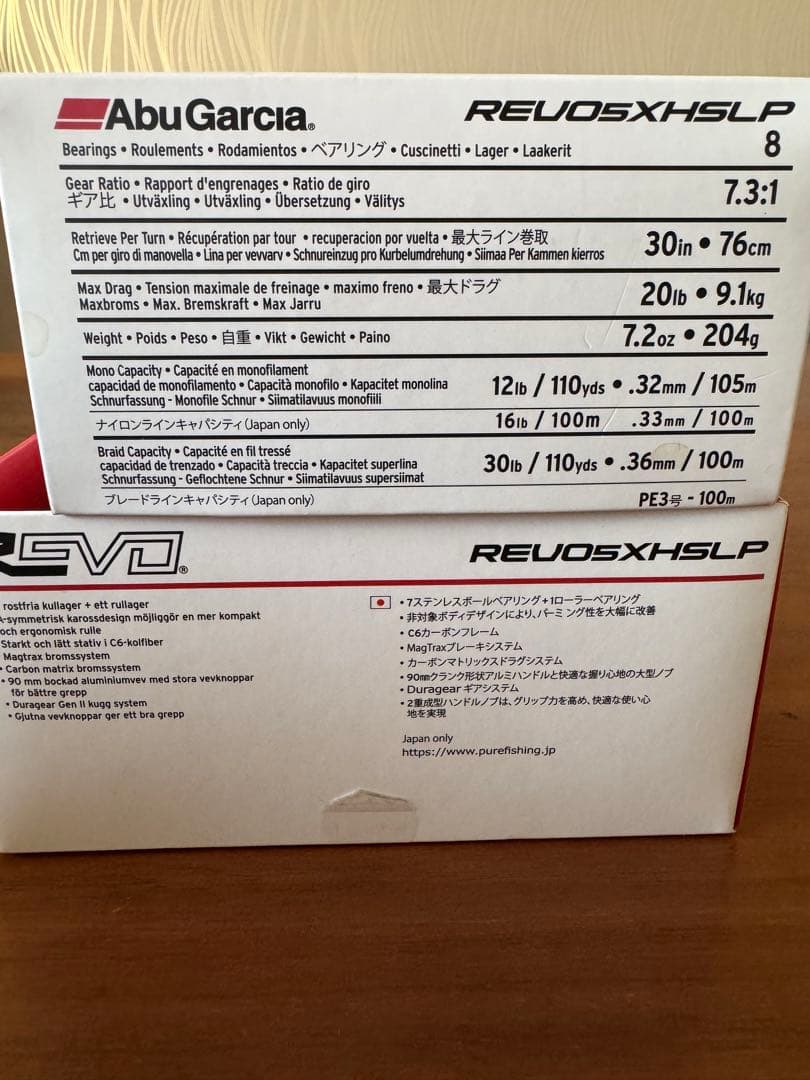 AbuGarcia® REVO5XHSLP
Bearings • Roulements • Rodamientos • ベアリング • Cuscinetti • Lager • Laakerit 8
Gear Ratio • Rapport d'engrenages • Ratio de giro
ギア比 • Utväxling • Utväxling • Übersetzung • Välitys 7.3:1
Retrieve Per Turn • Récupération par tour • recuperacion por vuelta • 最大ライン巻取
Cm per giro di manovella • Lina per vevvarv • Schnureinzug pro Kurbelumdrehung • Siimaa Per Kammen kierros 30in • 76cm
Max Drag • Tension maximale de freinage • maximo freno • 最大ドラグ
Maxbroms • Max. Bremskraft • Max Jarru 20lb • 9.1kg
Weight • Poids • Peso • 自重 • Vikt • Gewicht • Paino 7.2oz • 204g
Mono Capacity • Capacité en monofilament
capacidad de monofilamento • Capacità monofilo • Kapacitet monolina 12lb / 110yds • .32mm / 105m
Schnurfassung - Monofile Schnur • Siimatilavuus monofiili
ナイロンラインキャパシティ(Japan only) 16lb / 100m .33mm / 100m
Braid Capacity • Capacité en fil tressé
capacidad de trenzado • Capacità treccia • Kapacitet superlina 30lb / 110yds • .36mm / 100m
Schnurfassung - Geflochtene Schnur • Siimatilavuus supersiimat
ブレードラインキャパシティ(Japan only) PE3号 - 100m
REVO® REVO5XHSLP
rostfria kullager + ett rullager
A-symmetrisk karossdesign möjliggör en mer kompakt
och ergonomisk rulle
Starkt och lätt stativ i C6-kolfiber
Magtrax bromssystem
• Carbon matrix bromssystem
• 90 mm bockad aluminiumvev med stora vevknoppar
för bättre grepp
• Duragear Gen II kugg system
• Gjutna vevknoppar ger ett bra grepp
• 7ステンレスボールベアリング+1ローラーベアリング
• 非対象ボディデザインにより、パーミング性を大幅に改善
• C6カーボンフレーム
• MagTraxブレーキシステム
• カーボンマトリックスドラグシステム
• 90mmクランク形状アルミハンドルと快適な握り心地の大型ノブ
• Duragear ギアシステム
• 2重成型ハンドルノブは、グリップ力を高め、快適な使い心
地を実現
Japan only
https://www.purefishing.jp